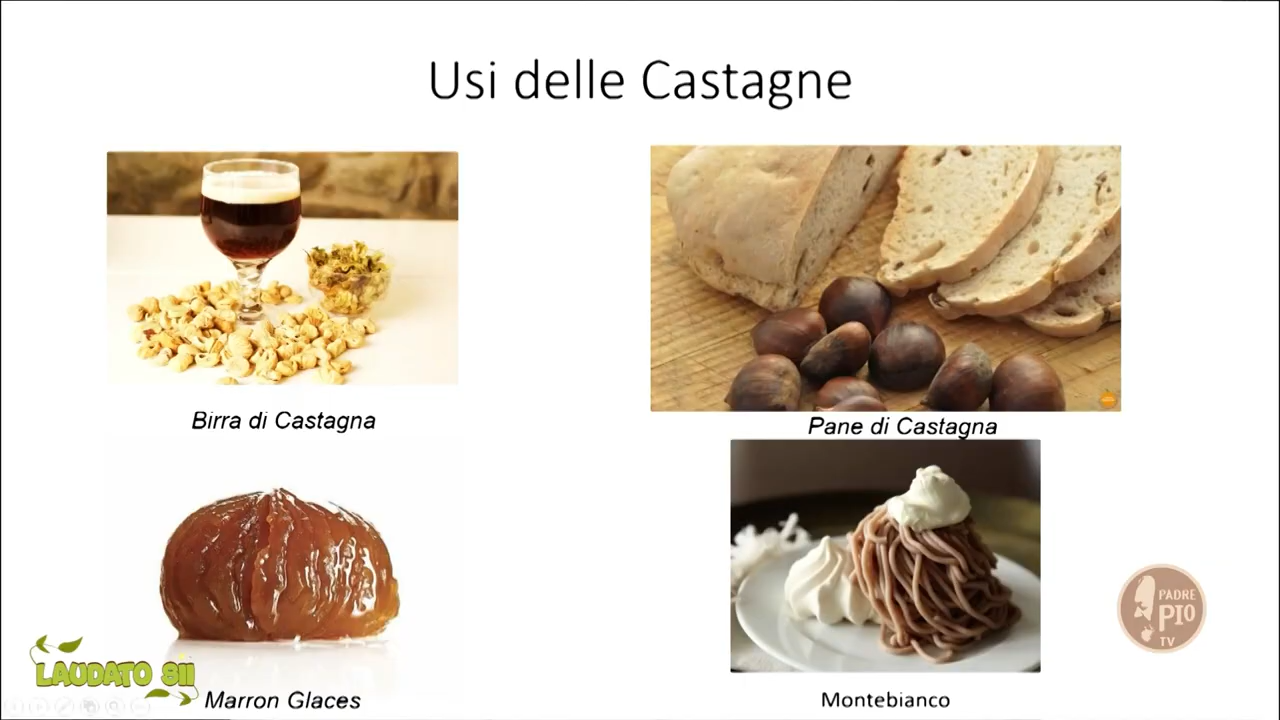 Usi delle Castagne
Birra di Castagna
Pane di Castagna
Marron Glaces
Montebianco
LAUDATO SII
PADRE
PIO
TV